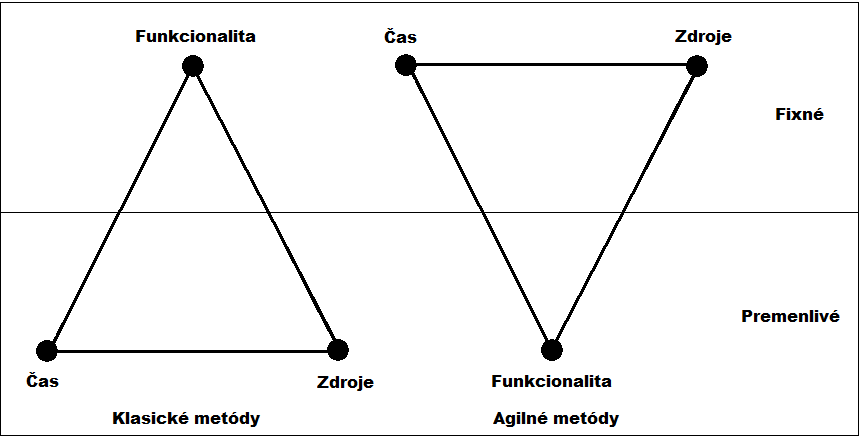 Funkcionalita
Čas
Zdroje
Fixné
Premenlivé
Čas
Zdroje
Funkcionalita
Klasické metódy
Agilné metódy